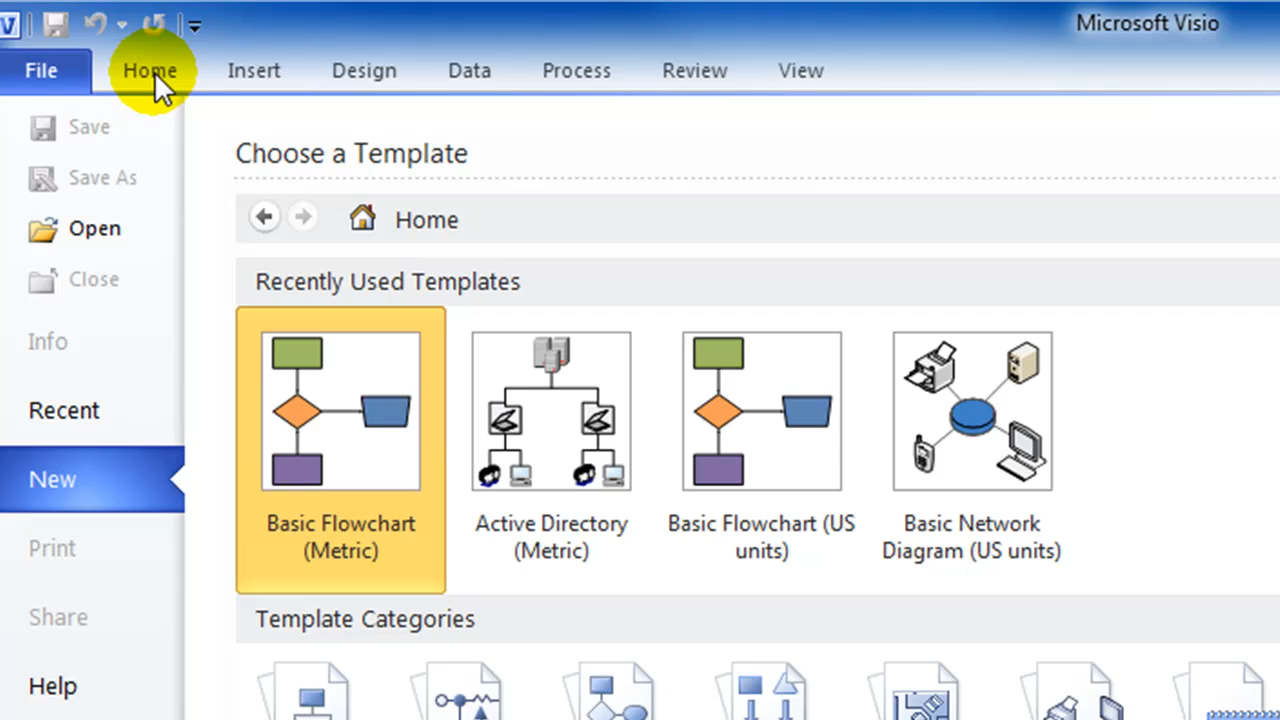 Microsoft Visio
File Home Insert Design Data Process Review View
Save
Save As
Open
Close
Info
Recent
New
Print
Share
Help
Choose a Template
Home
Recently Used Templates
Basic Flowchart
(Metric)
Active Directory
(Metric)
Basic Flowchart (US
units)
Basic Network
Diagram (US units)
Template Categories